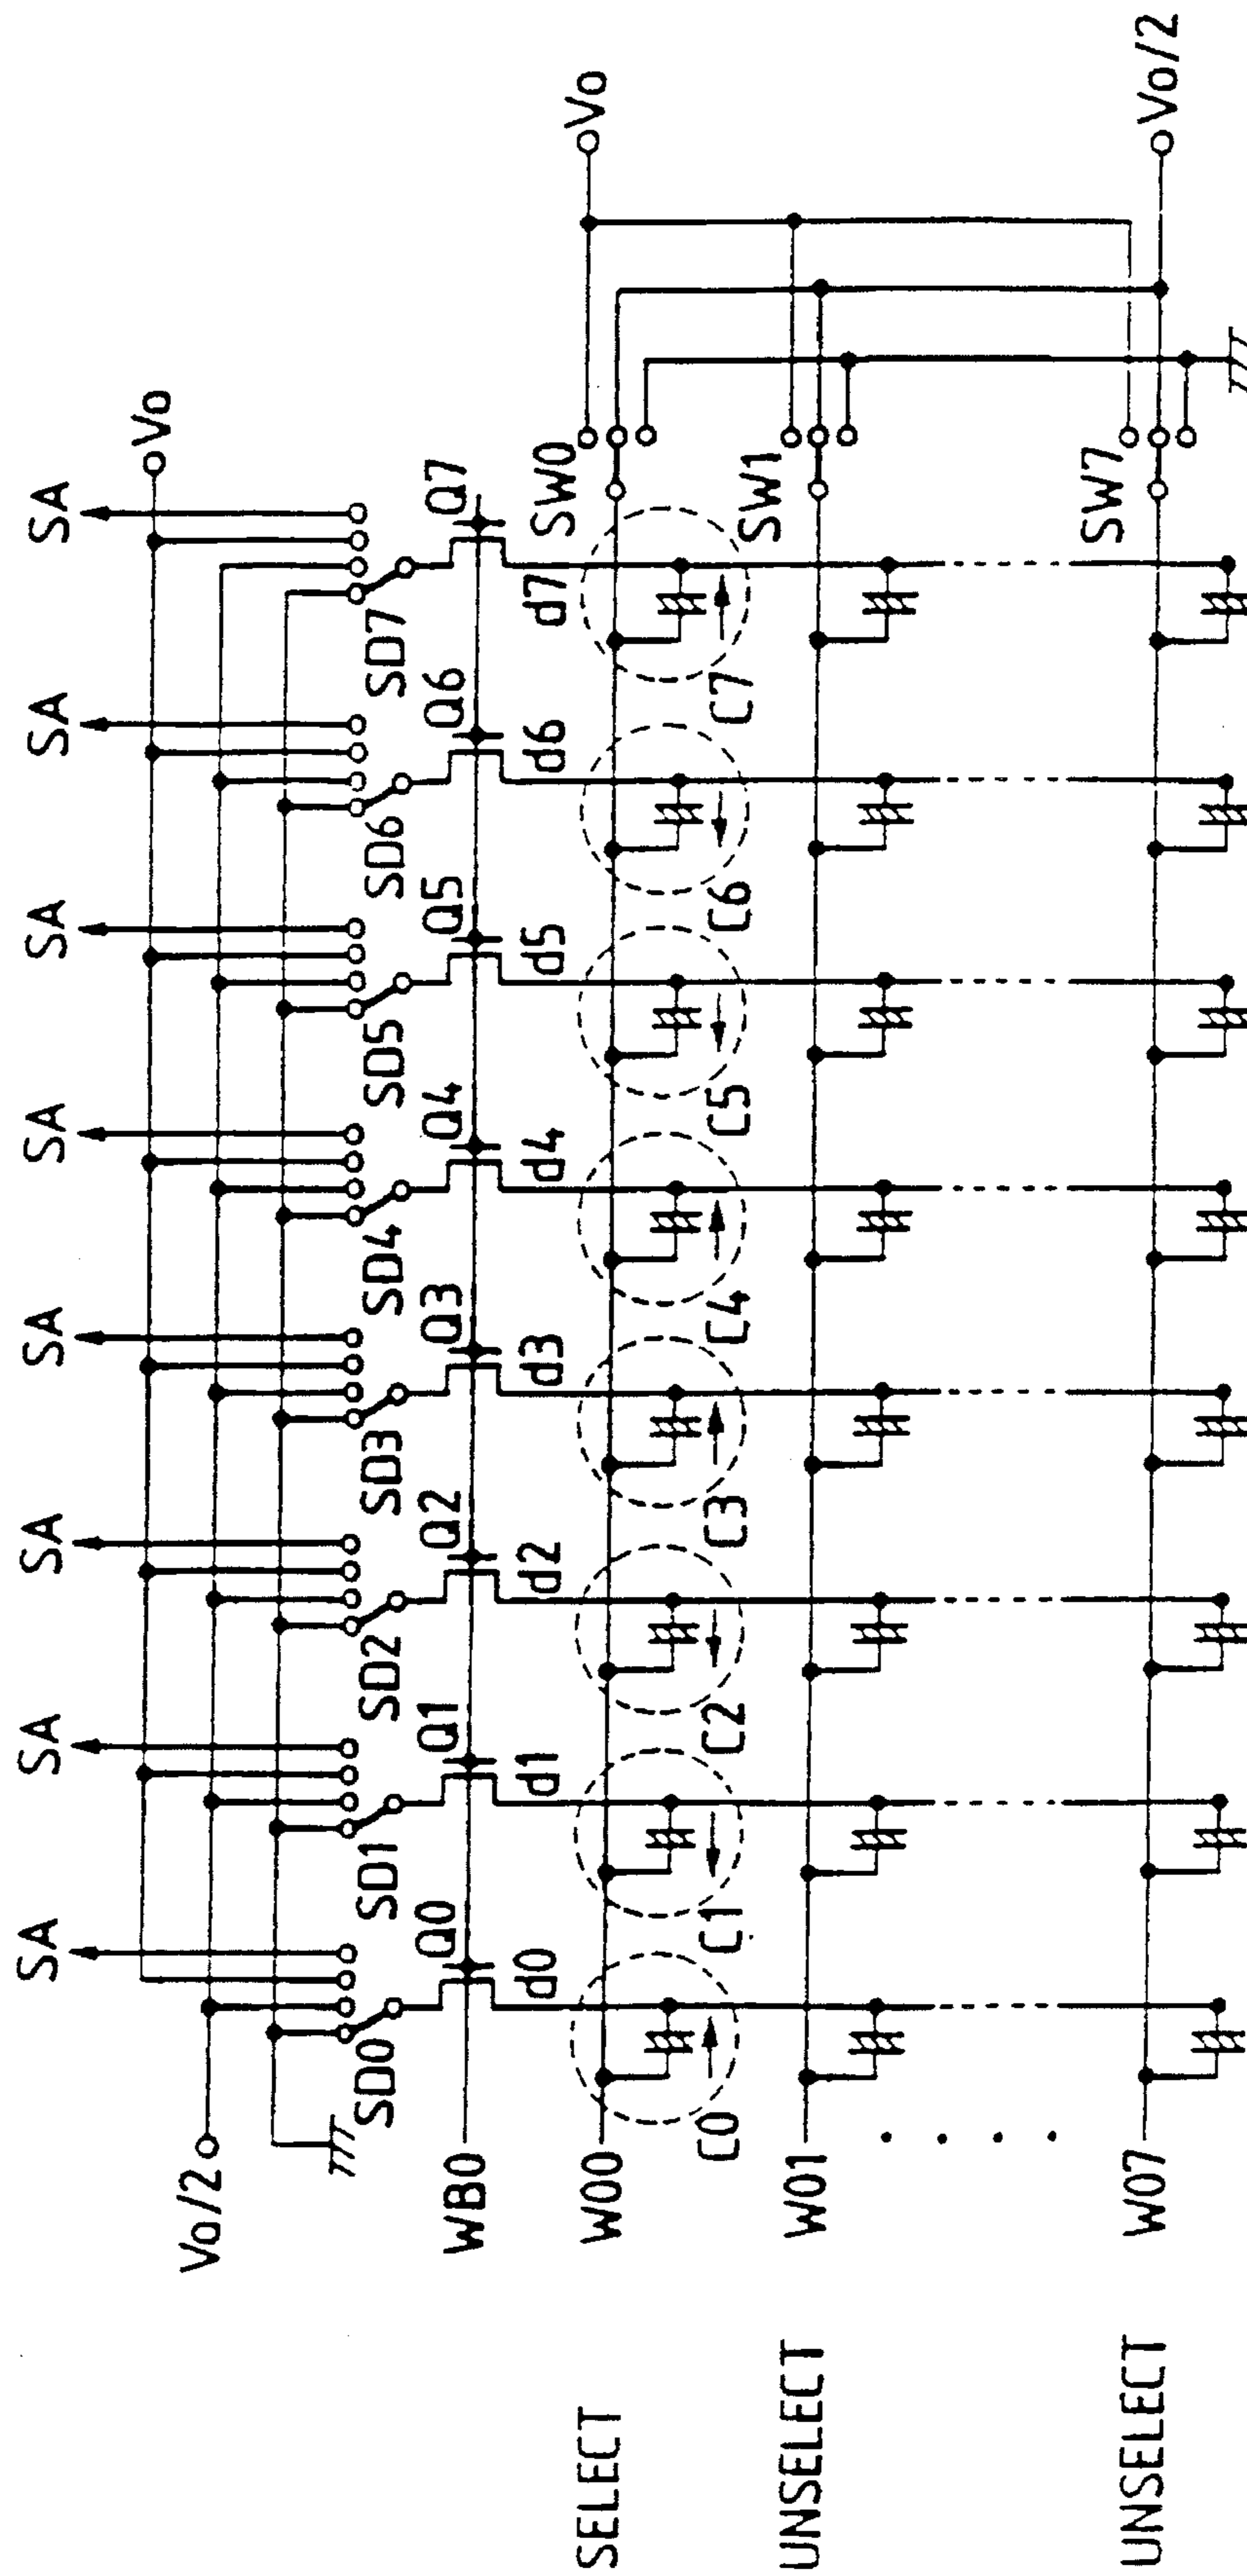 SA SA SA SA SA SA SA SA
Vo
Vo/2
SD0 SD1 SD2 SD3 SD4 SD5 SD6 SD7
Q0 Q1 Q2 Q3 Q4 Q5 Q6 Q7
WB0
d0 d1 d2 d3 d4 d5 d6 d7
SELECT W00 SW0 Vo
C0 C1 C2 C3 C4 C5 C6 C7
UNSELECT W01 SW1
UNSELECT W07 SW7 Vo/2